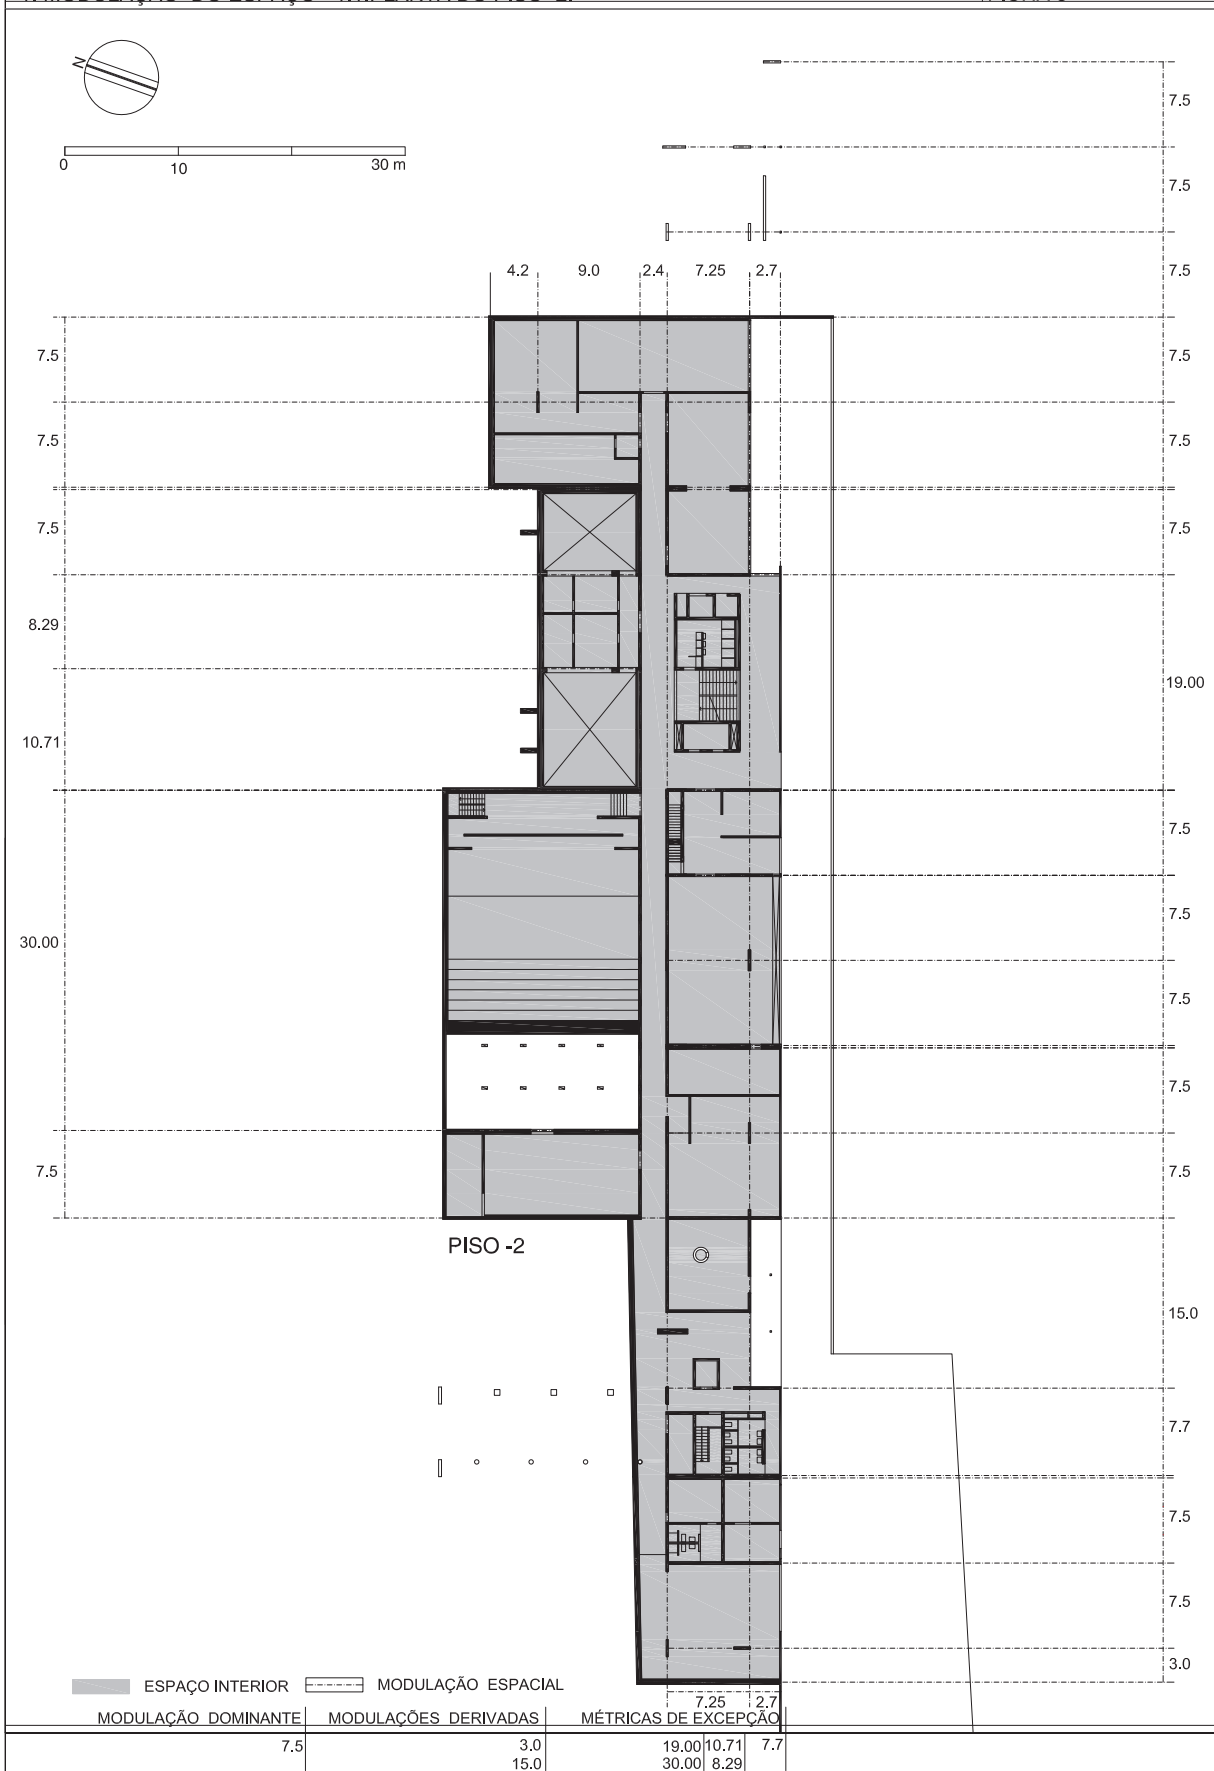 N
0 10 30 m
7.5
7.5
7.5
4.2 9.0 2.4 7.25 2.7
7.5 7.5
7.5 7.5
7.5 7.5
8.29
19.00
10.71
7.5
7.5
30.00
7.5
7.5
7.5 7.5
PISO -2
15.0
7.7
7.5
7.5
3.0
ESPAÇO INTERIOR MODULAÇÃO ESPACIAL
7.25 2.7
MODULAÇÃO DOMINANTE MODULAÇÕES DERIVADAS MÉTRICAS DE EXCEPÇÃO
7.5 3.0 19.00 10.71 7.7
15.0 30.00 8.29